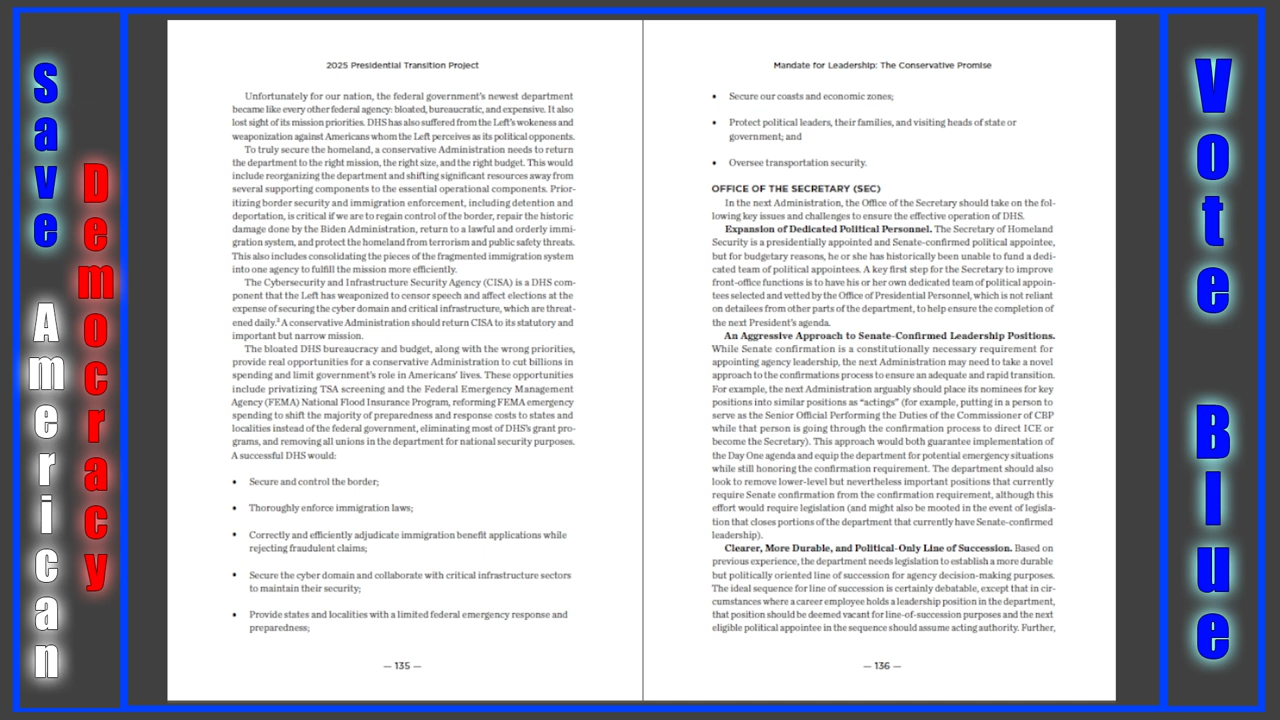 Save American
Democracy
2025 Presidential Transition Project
Unfortunately for our nation, the federal government's newest department
became like every other federal agency: bloated, bureaucratic, and expensive. It also
lost sight of its mission priorities. DHS has also suffered from the Left's wokeness and
weaponization against Americans whom the Left perceives as its political opponents.
To truly secure the homeland, a conservative Administration needs to return
the department to the right mission, the right size, and the right budget. This would
include reorganizing the department and shifting significant resources away from
several supporting components to the essential operational components. Prior-
itizing border security and immigration enforcement, including detention and
deportation, is critical if we are to regain control of the border, repair the historic
damage done by the Biden Administration, return to a lawful and orderly immi-
gration system, and protect the homeland from terrorism and public safety threats.
This also includes consolidating the pieces of the fragmented immigration system
into one agency to fulfill the mission more efficiently.
The Cybersecurity and Infrastructure Security Agency (CISA) is a DHS com-
ponent that the Left has weaponized to censor speech and affect elections at the
expense of securing the cyber domain and critical infrastructure, which are threat-
ened daily.² A conservative Administration should return CISA to its statutory and
important but narrow mission.
The bloated DHS bureaucracy and budget, along with the wrong priorities,
provide real opportunities for a conservative Administration to cut billions in
spending and limit government's role in Americans' lives. These opportunities
include privatizing TSA screening and the Federal Emergency Management
Agency (FEMA) National Flood Insurance Program, reforming FEMA emergency
spending to shift the majority of preparedness and response costs to states and
localities instead of the federal government, eliminating most of DHS's grant pro-
grams, and removing all unions in the department for national security purposes.
A successful DHS would:
• Secure and control the border;
• Thoroughly enforce immigration laws;
• Correctly and efficiently adjudicate immigration benefit applications while
rejecting fraudulent claims;
• Secure the cyber domain and collaborate with critical infrastructure sectors
to maintain their security;
• Provide states and localities with a limited federal emergency response and
preparedness;
— 135 —
Mandate for Leadership: The Conservative Promise
• Secure our coasts and economic zones;
• Protect political leaders, their families, and visiting heads of state or
government; and
• Oversee transportation security.
OFFICE OF THE SECRETARY (SEC)
In the next Administration, the Office of the Secretary should take on the fol-
lowing key issues and challenges to ensure the effective operation of DHS.
Expansion of Dedicated Political Personnel. The Secretary of Homeland
Security is a presidentially appointed and Senate-confirmed political appointee,
but for budgetary reasons, he or she has historically been unable to fund a dedi-
cated team of political appointees. A key first step for the Secretary to improve
front-office functions is to have his or her own dedicated team of political appoin-
tees selected and vetted by the Office of Presidential Personnel, which is not reliant
on detailees from other parts of the department, to help ensure the completion of
the next President's agenda.
An Aggressive Approach to Senate-Confirmed Leadership Positions.
While Senate confirmation is a constitutionally necessary requirement for
appointing agency leadership, the next Administration may need to take a novel
approach to the confirmations process to ensure an adequate and rapid transition.
For example, the next Administration arguably should place its nominees for key
positions into similar positions as “actings” (for example, putting in a person to
serve as the Senior Official Performing the Duties of the Commissioner of CBP
while that person is going through the confirmation process to direct ICE or
become the Secretary). This approach would both guarantee implementation of
the Day One agenda and equip the department for potential emergency situations
while still honoring the confirmation requirement. The department should also
look to remove lower-level but nevertheless important positions that currently
require Senate confirmation from the confirmation requirement, although this
effort would require legislation (and might also be mooted in the event of legisla-
tion that closes portions of the department that currently have Senate-confirmed
leadership).
Clearer, More Durable, and Political-Only Line of Succession. Based on
previous experience, the department needs legislation to establish a more durable
but politically oriented line of succession for agency decision-making purposes.
The ideal sequence for line of succession is certainly debatable, except that in cir-
cumstances where a career employee holds a leadership position in the department,
that position should be deemed vacant for line-of-succession purposes and the next
eligible political appointee in the sequence should assume acting authority. Further,
— 136 —
Vote Blue